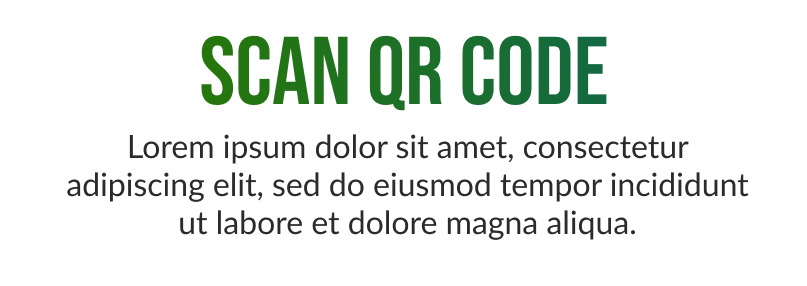 SCAN QR CODE
Lorem ipsum dolor sit amet, consectetur
adipiscing elit, sed do eiusmod tempor incididunt
ut labore et dolore magna aliqua.